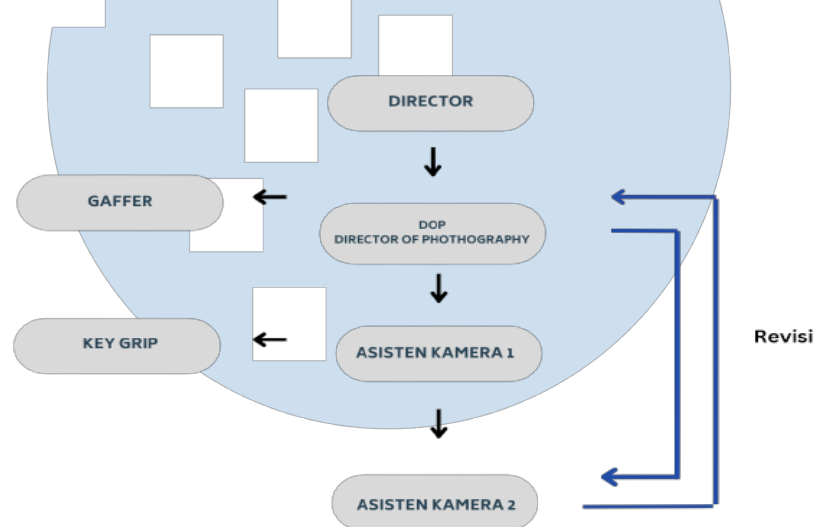 DIRECTOR
GAFFER
DOP
DIRECTOR OF PHOTHOGRAPHY
KEY GRIP
ASISTEN KAMERA 1
Revisi
ASISTEN KAMERA 2